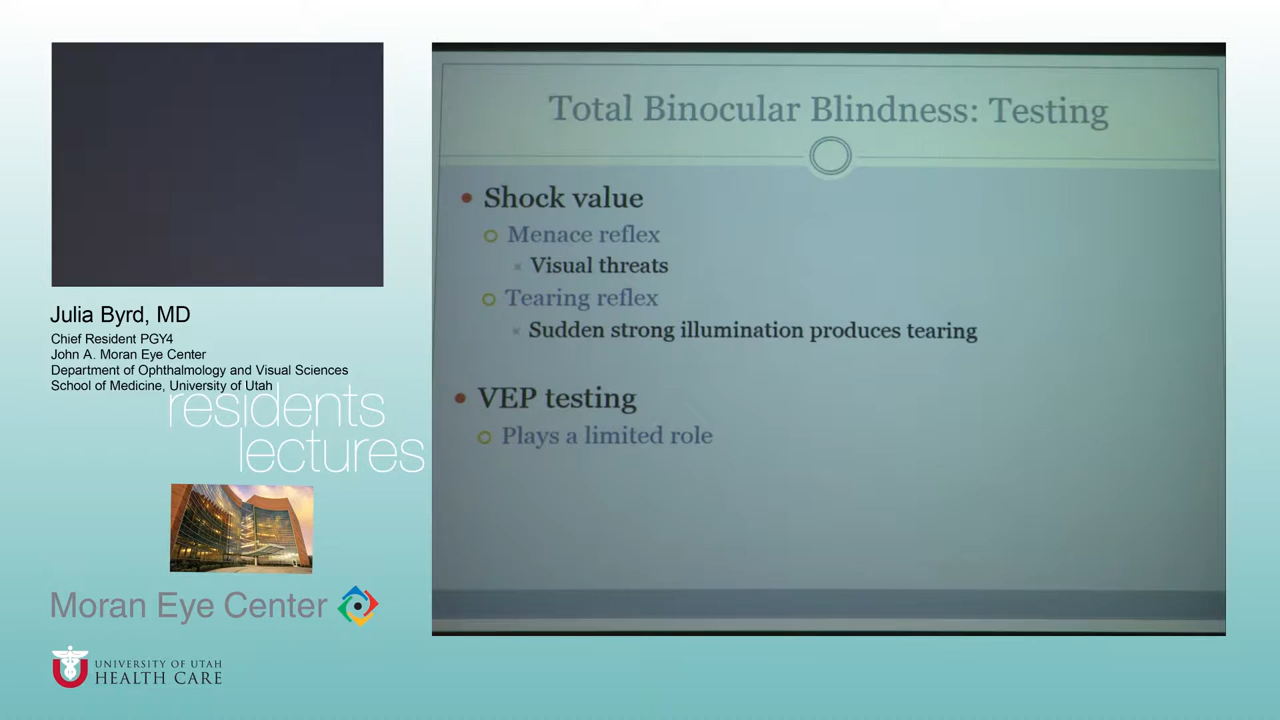 Total Binocular Blindness: Testing
Shock value
Menace reflex
Visual threats
Tearing reflex
Sudden strong illumination produces tearing
VEP testing
Plays a limited role
Julia Byrd, MD
Chief Resident PGY4
John A. Moran Eye Center
Department of Ophthalmology and Visual Sciences
School of Medicine, University of Utah
residents
lectures
Moran Eye Center
UNIVERSITY OF UTAH
HEALTH CARE